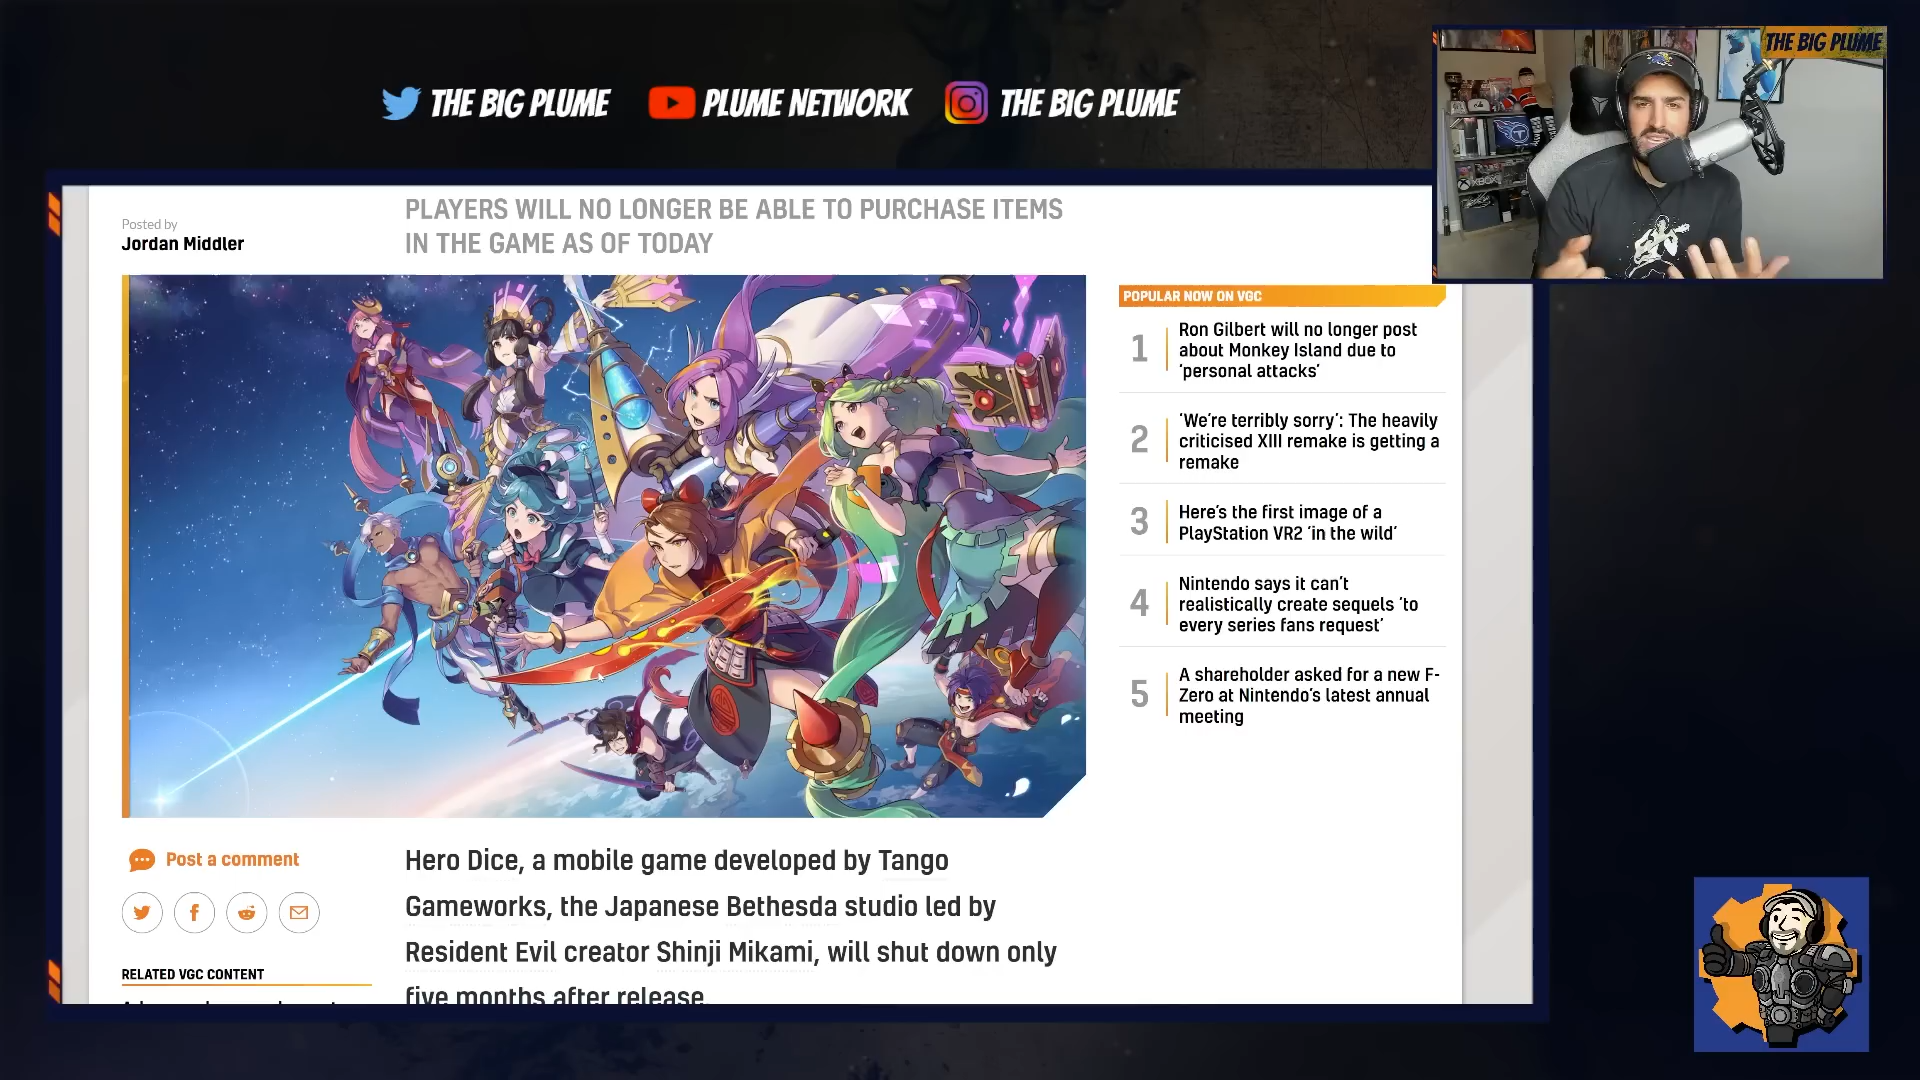 THE BIG PLUME
PLUME NETWORK
THE BIG PLUME
THE BIG PLUME
XBOX
Posted by
Jordan Middler
PLAYERS WILL NO LONGER BE ABLE TO PURCHASE ITEMS
IN THE GAME AS OF TODAY
POPULAR NOW ON VGC
1
Ron Gilbert will no longer post
about Monkey Island due to
'personal attacks'
2
'We're terribly sorry': The heavily
criticised XIII remake is getting a
remake
3
Here's the first image of a
PlayStation VR2 'in the wild'
4
Nintendo says it can't
realistically create sequels 'to
every series fans request'
5
A shareholder asked for a new F-
Zero at Nintendo's latest annual
meeting
Post a comment
Hero Dice, a mobile game developed by Tango
Gameworks, the Japanese Bethesda studio led by
Resident Evil creator Shinji Mikami, will shut down only
five months after release.
RELATED VGC CONTENT